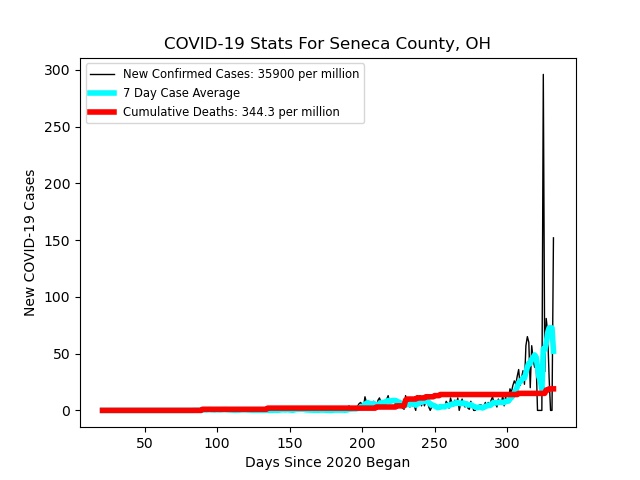 COVID-19 Stats For Seneca County, OH
New Confirmed Cases: 35900 per million
7 Day Case Average
Cumulative Deaths: 344.3 per million
New COVID-19 Cases
300
250
200
150
100
50
0
50 100 150 200 250 300
Days Since 2020 Began